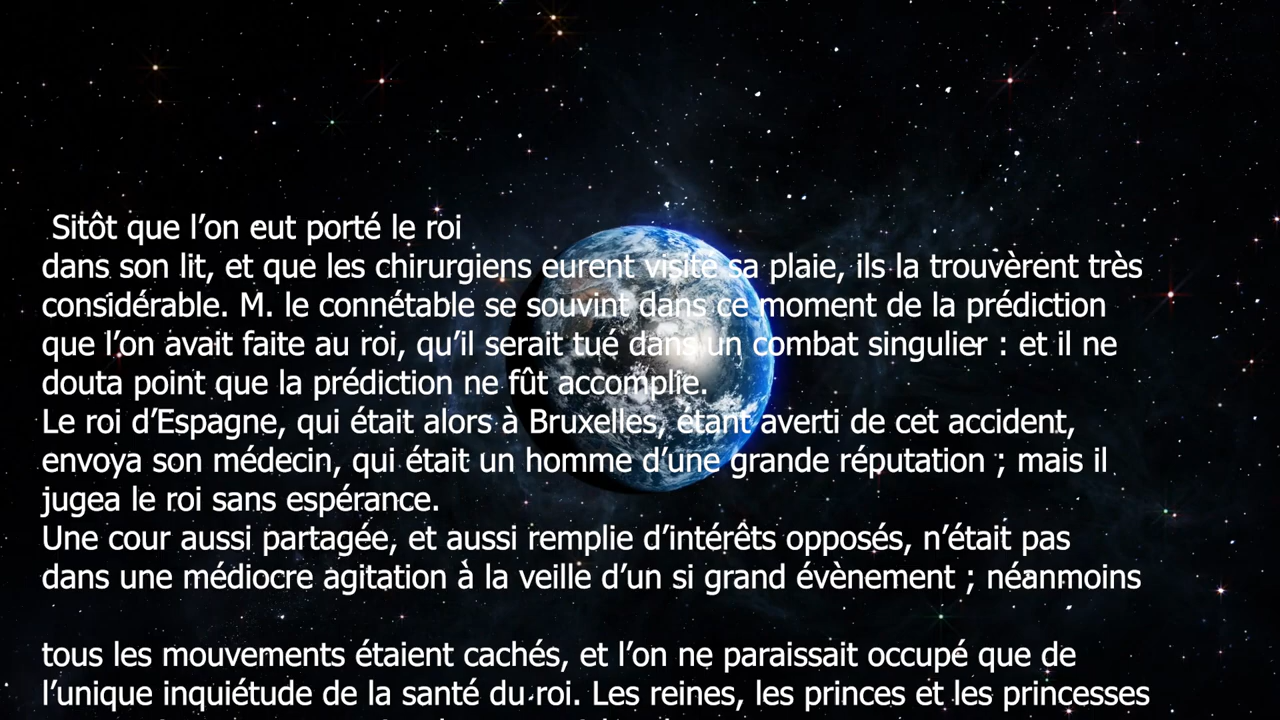 Sitôt que l’on eut porté le roi
dans son lit, et que les chirurgiens eurent visité sa plaie, ils la trouvèrent très
considérable. M. le connétable se souvint dans ce moment de la prédiction
que l’on avait faite au roi, qu’il serait tué dans un combat singulier : et il ne
douta point que la prédiction ne fût accomplie.
Le roi d’Espagne, qui était alors à Bruxelles, étant averti de cet accident,
envoya son médecin, qui était un homme d’une grande réputation ; mais il
jugea le roi sans espérance.
Une cour aussi partagée, et aussi remplie d’intérêts opposés, n’était pas
dans une médiocre agitation à la veille d’un si grand évènement ; néanmoins
tous les mouvements étaient cachés, et l’on ne paraissait occupé que de
l’unique inquiétude de la santé du roi. Les reines, les princes et les princesses